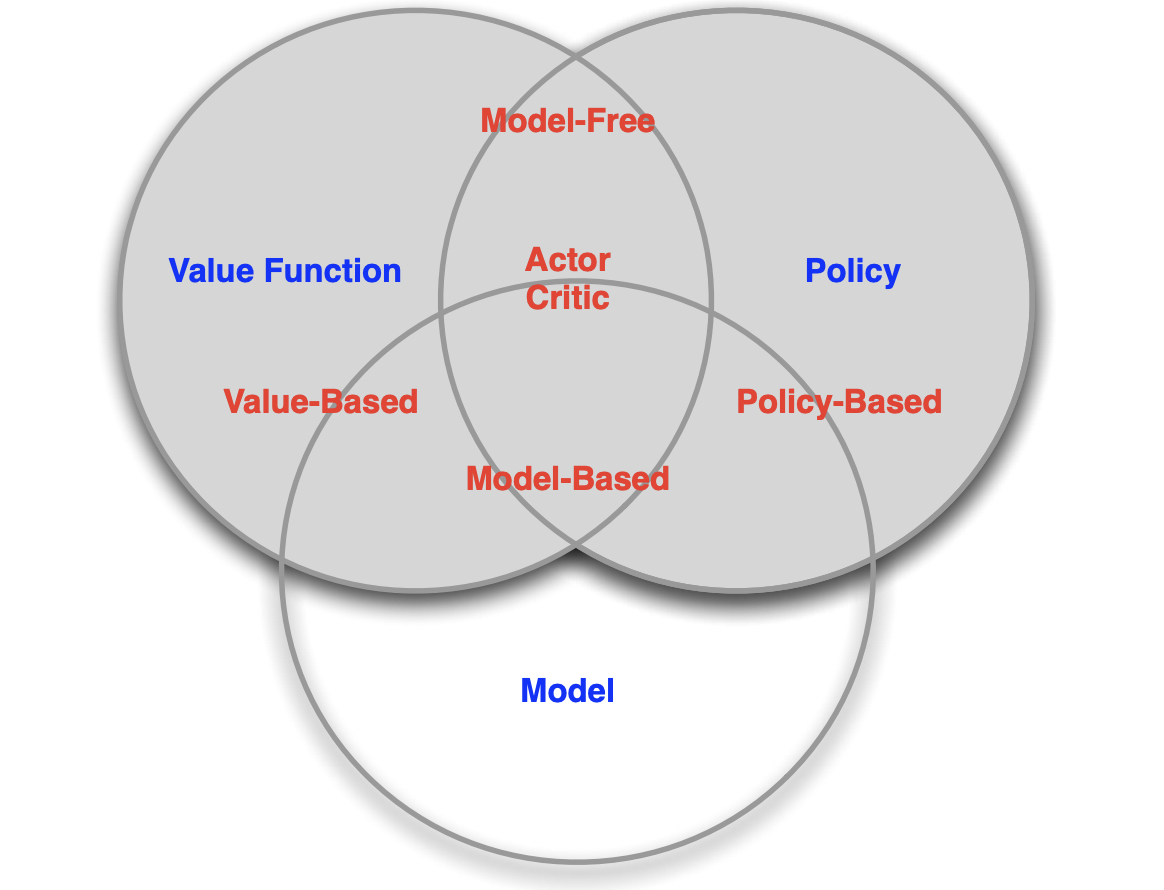 Model-Free
Actor
Critic
Value Function
Policy
Value-Based
Policy-Based
Model-Based
Model